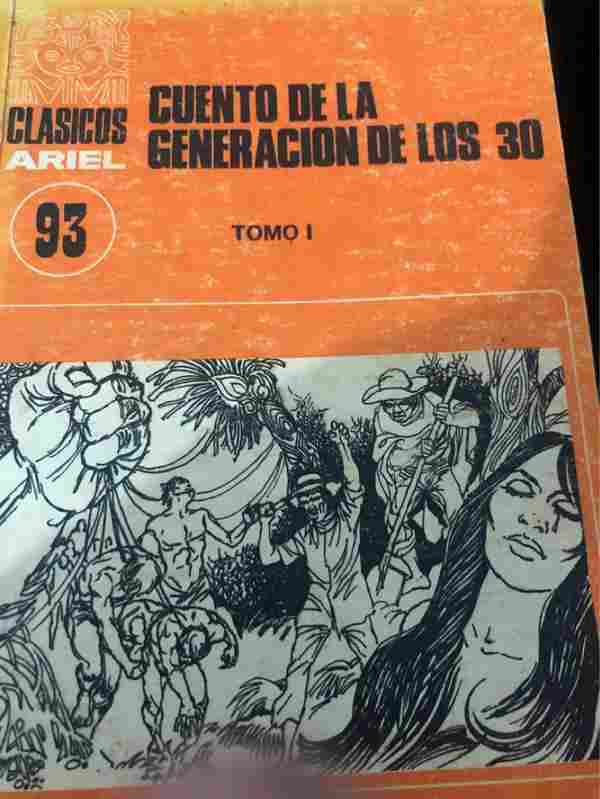 CLASICOS
ARIEL
93
CUENTO DE LA
GENERACION DE LOS 30
TOMO I